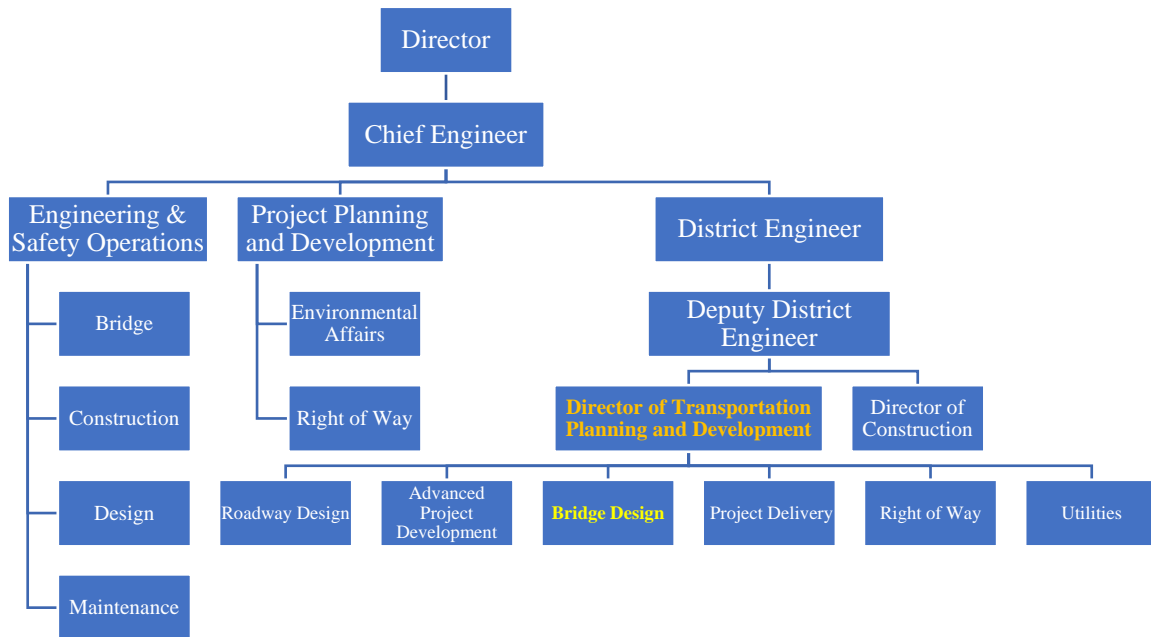 Director
Chief Engineer
Engineering &
Safety Operations
Project Planning
and Development
District Engineer
Bridge
Environmental
Affairs
Deputy District
Engineer
Construction
Right of Way
Director of Transportation
Planning and Development
Director of
Construction
Design
Roadway Design
Advanced
Project
Development
Bridge Design
Project Delivery
Right of Way
Utilities
Maintenance